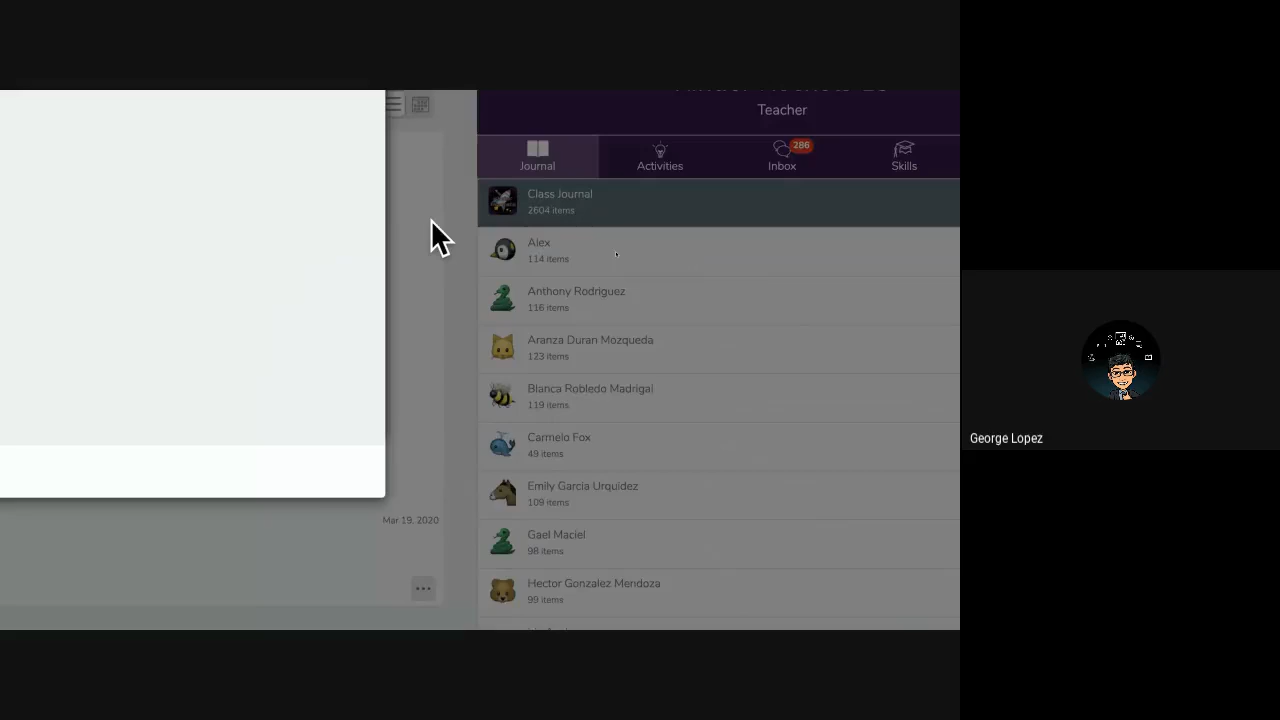 Teacher
Journal
Activities
286
Inbox
Skills
Class Journal
2604 items
Alex
114 items
Anthony Rodriguez
116 items
Aranza Duran Mozqueda
123 items
Blanca Robledo Madrigal
119 items
Carmelo Fox
49 items
Emily Garcia Urquidez
109 items
Gael Maciel
98 items
Hector Gonzalez Mendoza
99 items
Mar 19, 2020
George Lopez